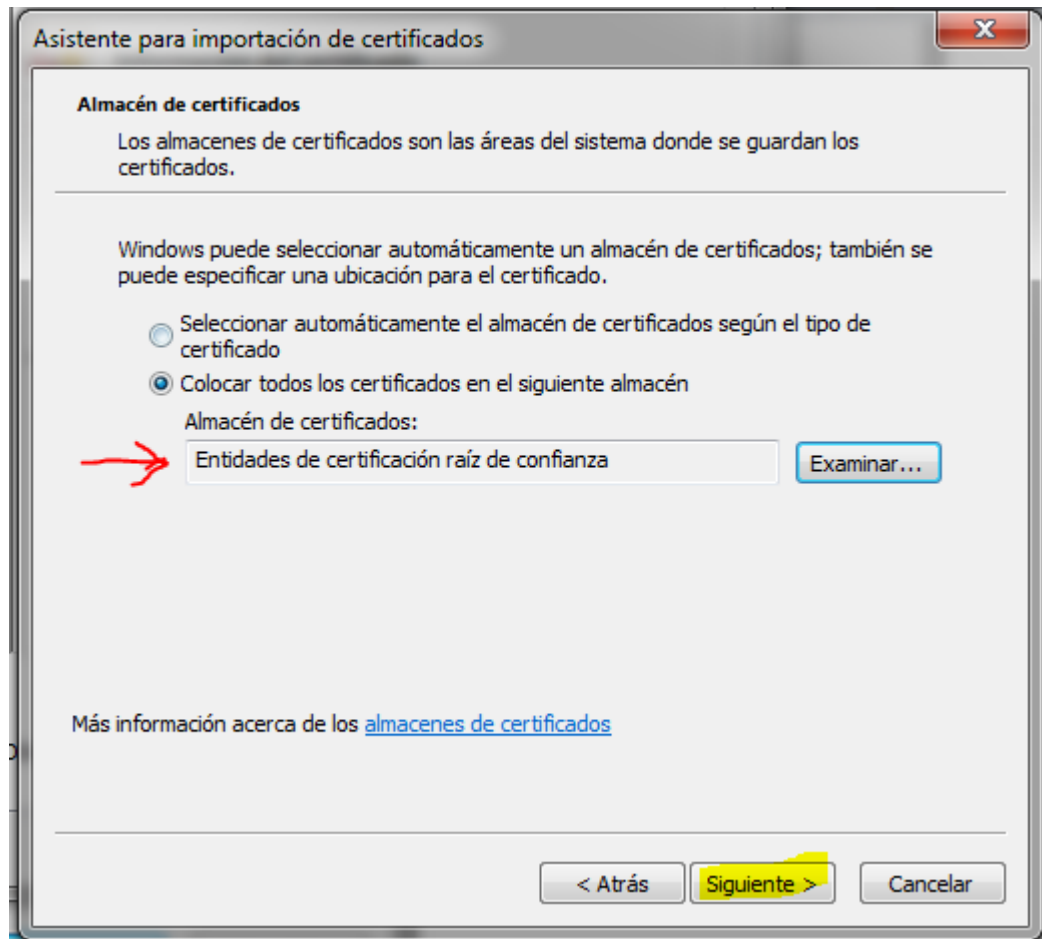 Asistente para importación de certificados
Almacén de certificados
Los almacenes de certificados son las áreas del sistema donde se guardan los
certificados.
Windows puede seleccionar automáticamente un almacén de certificados; también se
puede especificar una ubicación para el certificado.
Seleccionar automáticamente el almacén de certificados según el tipo de
certificado
Colocar todos los certificados en el siguiente almacén
Almacén de certificados:
Entidades de certificación raíz de confianza
Examinar...
Más información acerca de los almacenes de certificados
< Atrás Siguiente > Cancelar